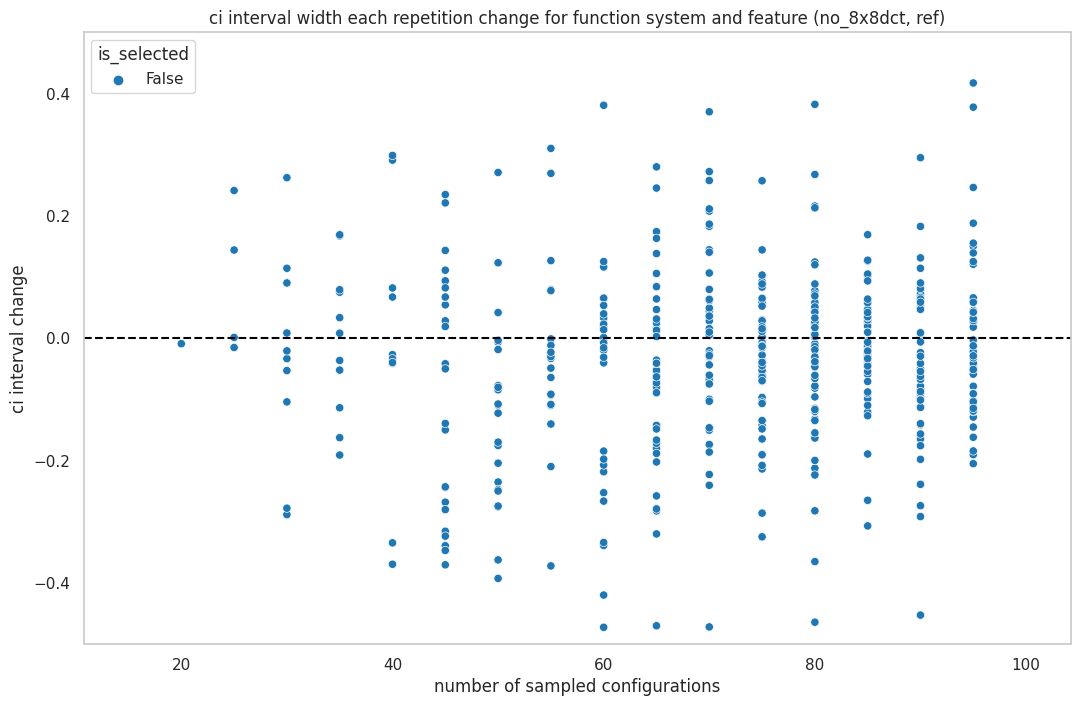 ci interval width each repetition change for function system and feature (no_8x8dct, ref)
is_selected
False
ci interval change
0.4
0.2
0.0
−0.2
−0.4
20 40 60 80 100
number of sampled configurations